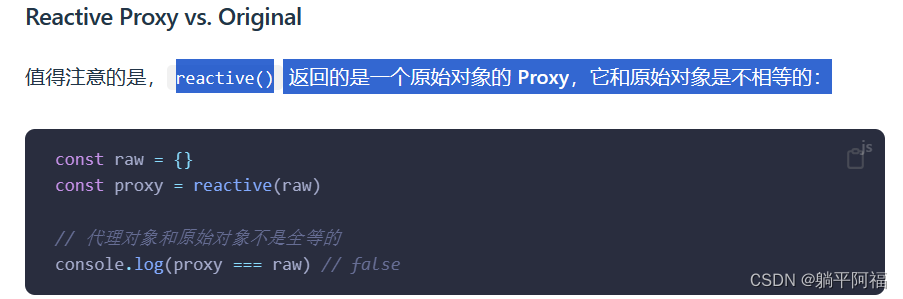 Reactive Proxy vs. Original
值得注意的是，reactive() 返回的是一个原始对象的 Proxy，它和原始对象是不相等的：
js
const raw = {}
const proxy = reactive(raw)
// 代理对象和原始对象不是全等的
console.log(proxy === raw) // false
CSDN @躺平阿福